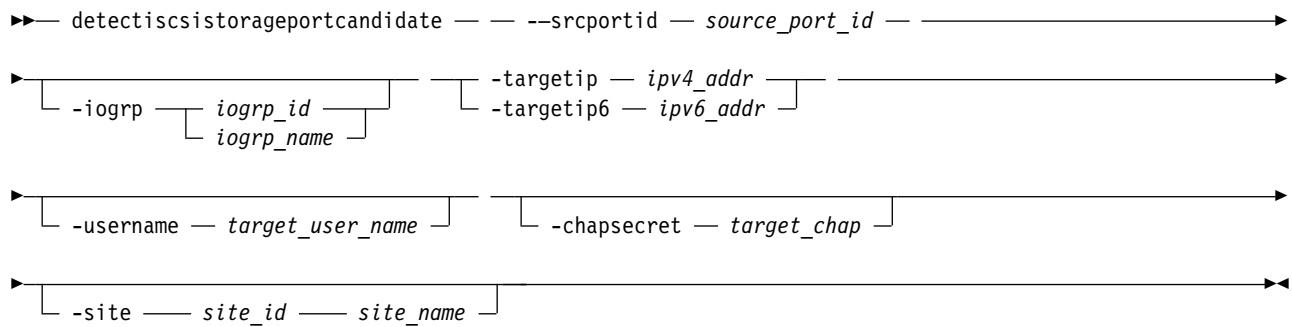 detectiscsistorageportcandidate --srcportid source_port_id
-iogrp iogrp_id -targetip ipv4_addr
iogrp_name -targetip6 ipv6_addr
-username target_user_name -chapsecret target_chap
-site site_id site_name